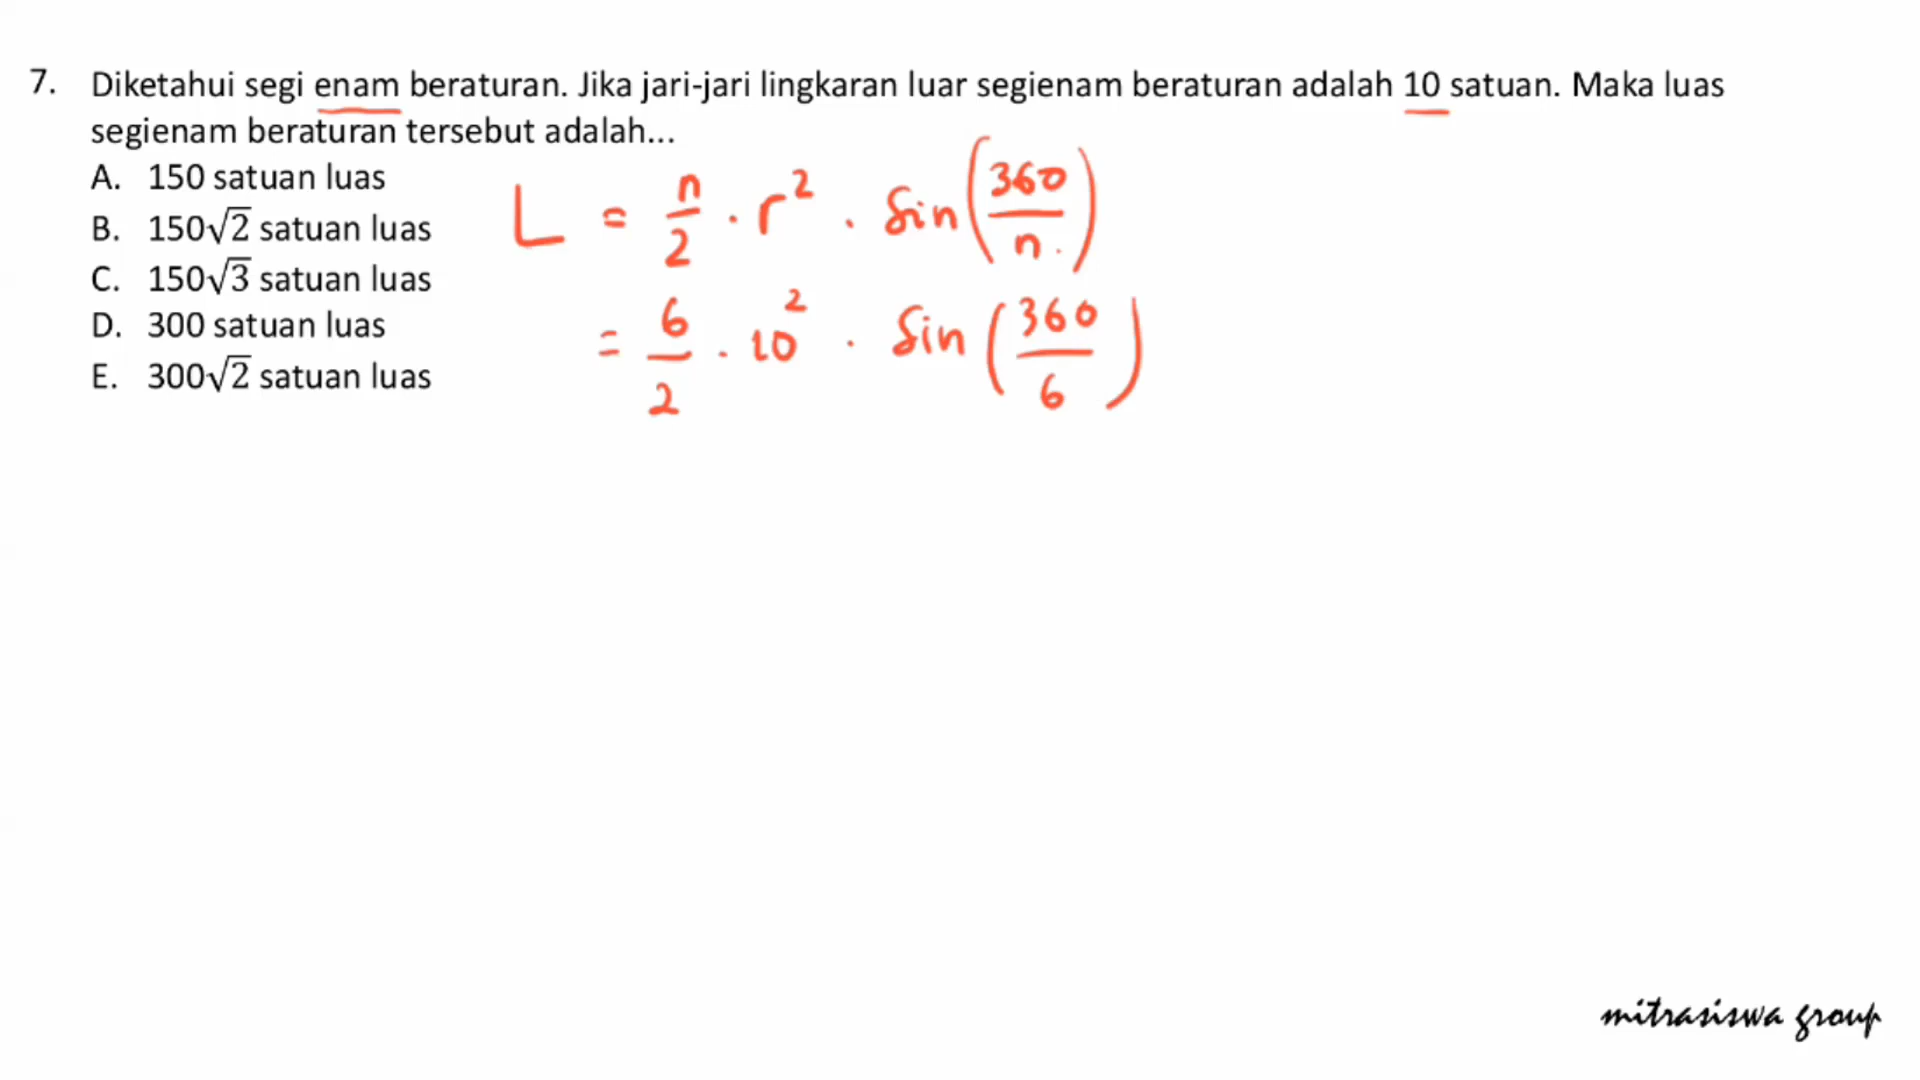 7. Diketahui segi enam beraturan. Jika jari-jari lingkaran luar segienam beraturan adalah 10 satuan. Maka luas
segienam beraturan tersebut adalah...
A. 150 satuan luas
B. 150√2 satuan luas
C. 150√3 satuan luas
D. 300 satuan luas
E. 300√2 satuan luas
L = n/2 . r² . sin(360/n)
= 6/2 . 10² . sin(360/6)
mitrasiswa group